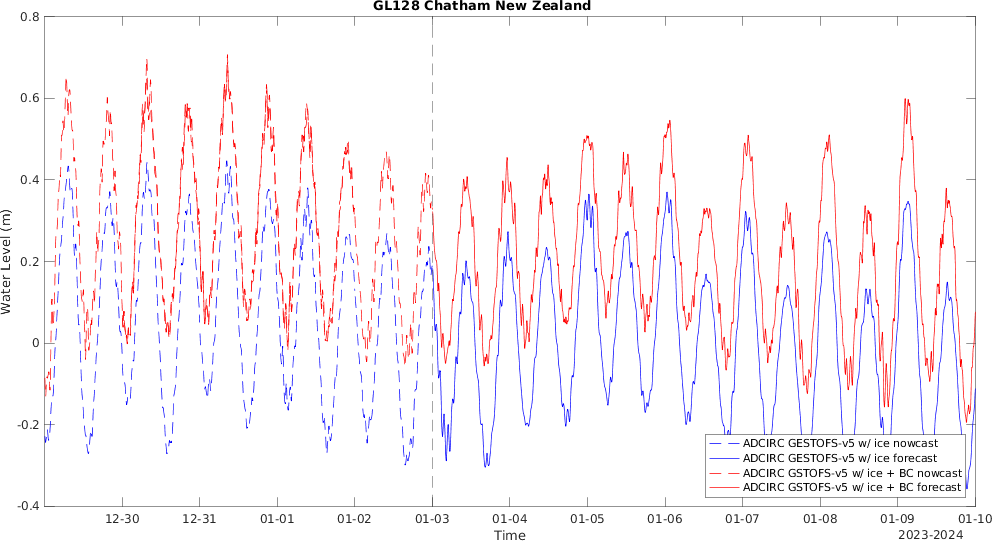 GL128 Chatham New Zealand
Water Level (m)
0.8
0.6
0.4
0.2
0
-0.2
-0.4
ADCIRC GESTOFS-v5 w/ ice nowcast
ADCIRC GESTOFS-v5 w/ ice forecast
ADCIRC GSTOFS-v5 w/ ice + BC nowcast
ADCIRC GSTOFS-v5 w/ ice + BC forecast
12-30 12-31 01-01 01-02 01-03 01-04 01-05 01-06 01-07 01-08 01-09 01-10
Time
2023-2024